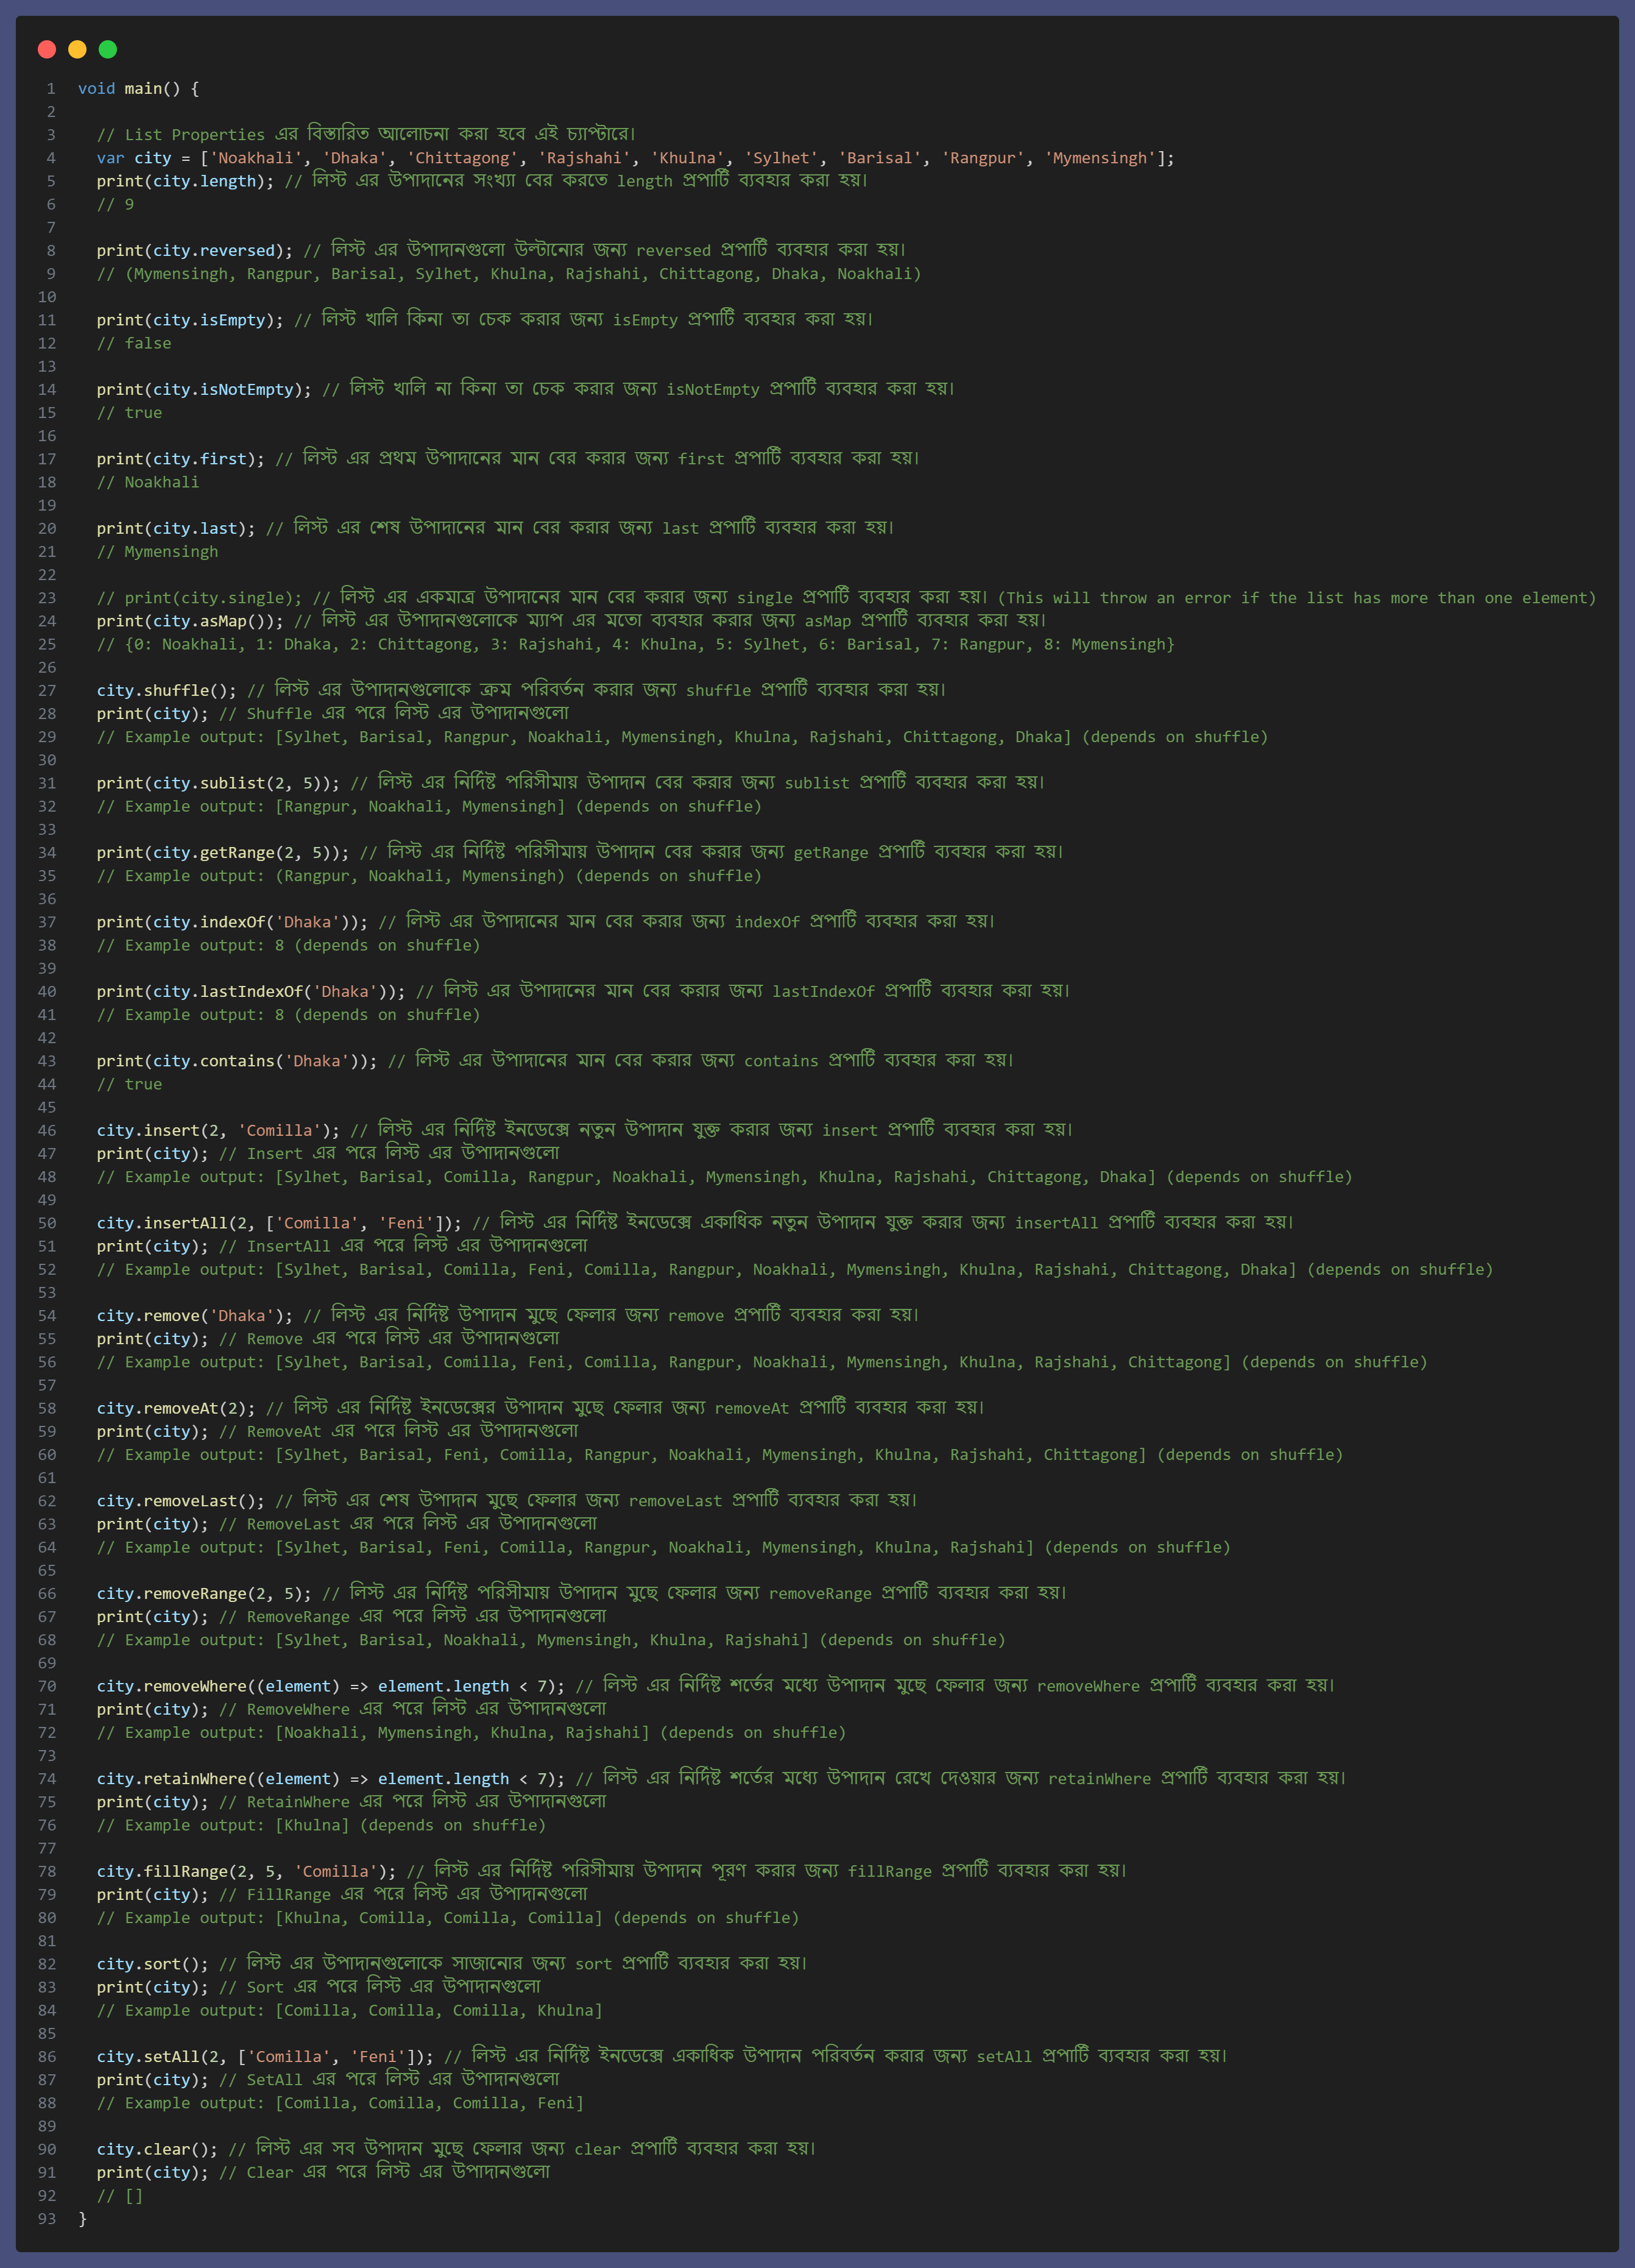 1 void main() {
2
3 // List Properties এর বিস্তারিত আলোচনা করা হবে এই চ্যাপ্টারে।
4 var city = ['Noakhali', 'Dhaka', 'Chittagong', 'Rajshahi', 'Khulna', 'Sylhet', 'Barisal', 'Rangpur', 'Mymensingh'];
5 print(city.length); // লিস্ট এর উপাদানের সংখ্যা বের করতে length প্রপার্টি ব্যবহার করা হয়।
6 // 9
7
8 print(city.reversed); // লিস্ট এর উপাদানগুলো উল্টানোর জন্য reversed প্রপার্টি ব্যবহার করা হয়।
9 // (Mymensingh, Rangpur, Barisal, Sylhet, Khulna, Rajshahi, Chittagong, Dhaka, Noakhali)
10
11 print(city.isEmpty); // লিস্ট খালি কিনা তা চেক করার জন্য isEmpty প্রপার্টি ব্যবহার করা হয়।
12 // false
13
14 print(city.isNotEmpty); // লিস্ট খালি না কিনা তা চেক করার জন্য isNotEmpty প্রপার্টি ব্যবহার করা হয়।
15 // true
16
17 print(city.first); // লিস্ট এর প্রথম উপাদানের মান বের করার জন্য first প্রপার্টি ব্যবহার করা হয়।
18 // Noakhali
19
20 print(city.last); // লিস্ট এর শেষ উপাদানের মান বের করার জন্য last প্রপার্টি ব্যবহার করা হয়।
21 // Mymensingh
22
23 // print(city.single); // লিস্ট এর একমাত্র উপাদানের মান বের করার জন্য single প্রপার্টি ব্যবহার করা হয়। (This will throw an error if the list has more than one element)
24 print(city.asMap()); // লিস্ট এর উপাদানগুলোকে ম্যাপ এর মতো ব্যবহার করার জন্য asMap প্রপার্টি ব্যবহার করা হয়।
25 // {0: Noakhali, 1: Dhaka, 2: Chittagong, 3: Rajshahi, 4: Khulna, 5: Sylhet, 6: Barisal, 7: Rangpur, 8: Mymensingh}
26
27 city.shuffle(); // লিস্ট এর উপাদানগুলোকে ক্রম পরিবর্তন করার জন্য shuffle প্রপার্টি ব্যবহার করা হয়।
28 print(city); // Shuffle এর পরে লিস্ট এর উপাদানগুলো
29 // Example output: [Sylhet, Barisal, Rangpur, Noakhali, Mymensingh, Khulna, Rajshahi, Chittagong, Dhaka] (depends on shuffle)
30
31 print(city.sublist(2, 5)); // লিস্ট এর নির্দিষ্ট পরিসীমায় উপাদান বের করার জন্য sublist প্রপার্টি ব্যবহার করা হয়।
32 // Example output: [Rangpur, Noakhali, Mymensingh] (depends on shuffle)
33
34 print(city.getRange(2, 5)); // লিস্ট এর নির্দিষ্ট পরিসীমায় উপাদান বের করার জন্য getRange প্রপার্টি ব্যবহার করা হয়।
35 // Example output: (Rangpur, Noakhali, Mymensingh) (depends on shuffle)
36
37 print(city.indexOf('Dhaka')); // লিস্ট এর উপাদানের মান বের করার জন্য indexOf প্রপার্টি ব্যবহার করা হয়।
38 // Example output: 8 (depends on shuffle)
39
40 print(city.lastIndexOf('Dhaka')); // লিস্ট এর উপাদানের মান বের করার জন্য lastIndexOf প্রপার্টি ব্যবহার করা হয়।
41 // Example output: 8 (depends on shuffle)
42
43 print(city.contains('Dhaka')); // লিস্ট এর উপাদানের মান বের করার জন্য contains প্রপার্টি ব্যবহার করা হয়।
44 // true
45
46 city.insert(2, 'Comilla'); // লিস্ট এর নির্দিষ্ট ইনডেক্সে নতুন উপাদান যুক্ত করার জন্য insert প্রপার্টি ব্যবহার করা হয়।
47 print(city); // Insert এর পরে লিস্ট এর উপাদানগুলো
48 // Example output: [Sylhet, Barisal, Comilla, Rangpur, Noakhali, Mymensingh, Khulna, Rajshahi, Chittagong, Dhaka] (depends on shuffle)
49
50 city.insertAll(2, ['Comilla', 'Feni']); // লিস্ট এর নির্দিষ্ট ইনডেক্সে একাধিক নতুন উপাদান যুক্ত করার জন্য insertAll প্রপার্টি ব্যবহার করা হয়।
51 print(city); // InsertAll এর পরে লিস্ট এর উপাদানগুলো
52 // Example output: [Sylhet, Barisal, Comilla, Feni, Comilla, Rangpur, Noakhali, Mymensingh, Khulna, Rajshahi, Chittagong, Dhaka] (depends on shuffle)
53
54 city.remove('Dhaka'); // লিস্ট এর নির্দিষ্ট উপাদান মুছে ফেলার জন্য remove প্রপার্টি ব্যবহার করা হয়।
55 print(city); // Remove এর পরে লিস্ট এর উপাদানগুলো
56 // Example output: [Sylhet, Barisal, Comilla, Feni, Comilla, Rangpur, Noakhali, Mymensingh, Khulna, Rajshahi, Chittagong] (depends on shuffle)
57
58 city.removeAt(2); // লিস্ট এর নির্দিষ্ট ইনডেক্সের উপাদান মুছে ফেলার জন্য removeAt প্রপার্টি ব্যবহার করা হয়।
59 print(city); // RemoveAt এর পরে লিস্ট এর উপাদানগুলো
60 // Example output: [Sylhet, Barisal, Feni, Comilla, Rangpur, Noakhali, Mymensingh, Khulna, Rajshahi, Chittagong] (depends on shuffle)
61
62 city.removeLast(); // লিস্ট এর শেষ উপাদান মুছে ফেলার জন্য removeLast প্রপার্টি ব্যবহার করা হয়।
63 print(city); // RemoveLast এর পরে লিস্ট এর উপাদানগুলো
64 // Example output: [Sylhet, Barisal, Feni, Comilla, Rangpur, Noakhali, Mymensingh, Khulna, Rajshahi] (depends on shuffle)
65
66 city.removeRange(2, 5); // লিস্ট এর নির্দিষ্ট পরিসীমায় উপাদান মুছে ফেলার জন্য removeRange প্রপার্টি ব্যবহার করা হয়।
67 print(city); // RemoveRange এর পরে লিস্ট এর উপাদানগুলো
68 // Example output: [Sylhet, Barisal, Noakhali, Mymensingh, Khulna, Rajshahi] (depends on shuffle)
69
70 city.removeWhere((element) => element.length < 7); // লিস্ট এর নির্দিষ্ট শর্তের মধ্যে উপাদান মুছে ফেলার জন্য removeWhere প্রপার্টি ব্যবহার করা হয়।
71 print(city); // RemoveWhere এর পরে লিস্ট এর উপাদানগুলো
72 // Example output: [Noakhali, Mymensingh, Khulna, Rajshahi] (depends on shuffle)
73
74 city.retainWhere((element) => element.length < 7); // লিস্ট এর নির্দিষ্ট শর্তের মধ্যে উপাদান রেখে দেওয়ার জন্য retainWhere প্রপার্টি ব্যবহার করা হয়।
75 print(city); // RetainWhere এর পরে লিস্ট এর উপাদানগুলো
76 // Example output: [Khulna] (depends on shuffle)
77
78 city.fillRange(2, 5, 'Comilla'); // লিস্ট এর নির্দিষ্ট পরিসীমায় উপাদান পূরণ করার জন্য fillRange প্রপার্টি ব্যবহার করা হয়।
79 print(city); // FillRange এর পরে লিস্ট এর উপাদানগুলো
80 // Example output: [Khulna, Comilla, Comilla, Comilla] (depends on shuffle)
81
82 city.sort(); // লিস্ট এর উপাদানগুলোকে সাজানোর জন্য sort প্রপার্টি ব্যবহার করা হয়।
83 print(city); // Sort এর পরে লিস্ট এর উপাদানগুলো
84 // Example output: [Comilla, Comilla, Comilla, Khulna]
85
86 city.setAll(2, ['Comilla', 'Feni']); // লিস্ট এর নির্দিষ্ট ইনডেক্সে একাধিক উপাদান পরিবর্তন করার জন্য setAll প্রপার্টি ব্যবহার করা হয়।
87 print(city); // SetAll এর পরে লিস্ট এর উপাদানগুলো
88 // Example output: [Comilla, Comilla, Comilla, Feni]
89
90 city.clear(); // লিস্ট এর সব উপাদান মুছে ফেলার জন্য clear প্রপার্টি ব্যবহার করা হয়।
91 print(city); // Clear এর পরে লিস্ট এর উপাদানগুলো
92 // []
93 }